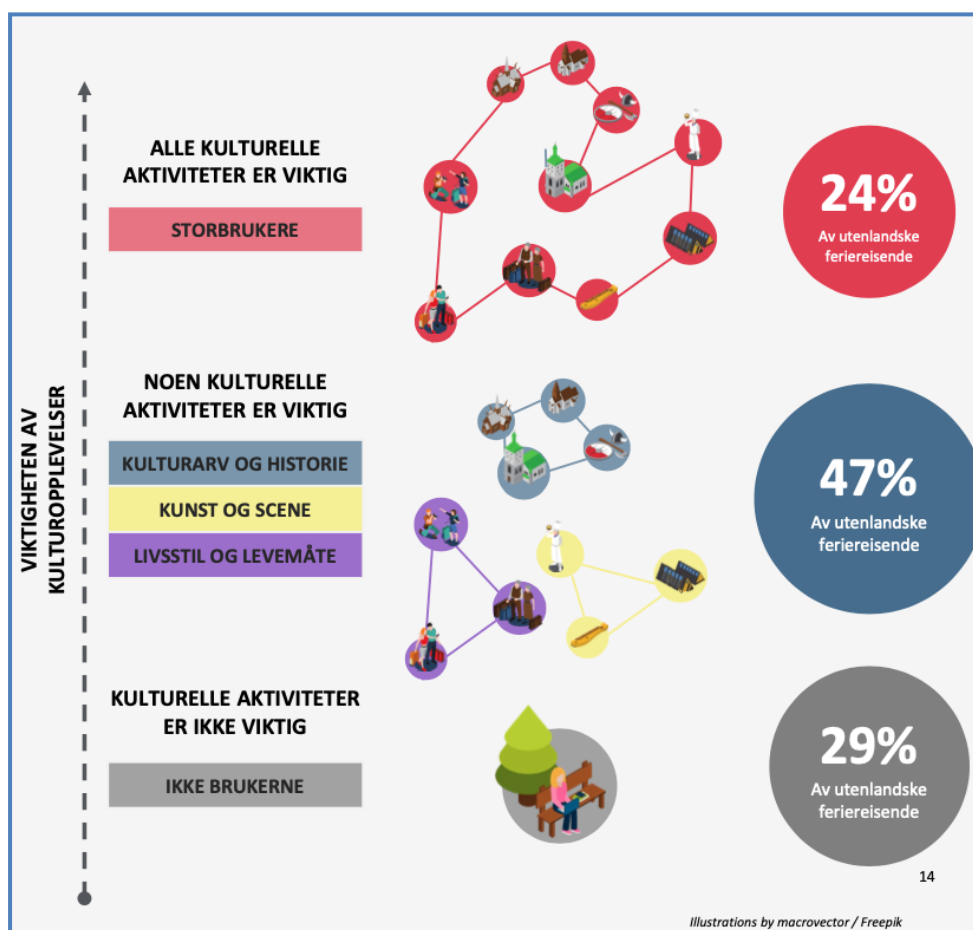 VIKTIGHETEN AV
KULTUROPPLEVELSER
ALLE KULTURELLE
AKTIVITETER ER VIKTIG
STORBRUKERE
24%
Av utenlandske
feriereisende
NOEN KULTURELLE
AKTIVITETER ER VIKTIG
KULTURARV OG HISTORIE
KUNST OG SCENE
LIVSSTIL OG LEVEMÅTE
47%
Av utenlandske
feriereisende
KULTURELLE AKTIVITETER
ER IKKE VIKTIG
IKKE BRUKERNE
29%
Av utenlandske
feriereisende
14
Illustrations by macrovector / Freepik